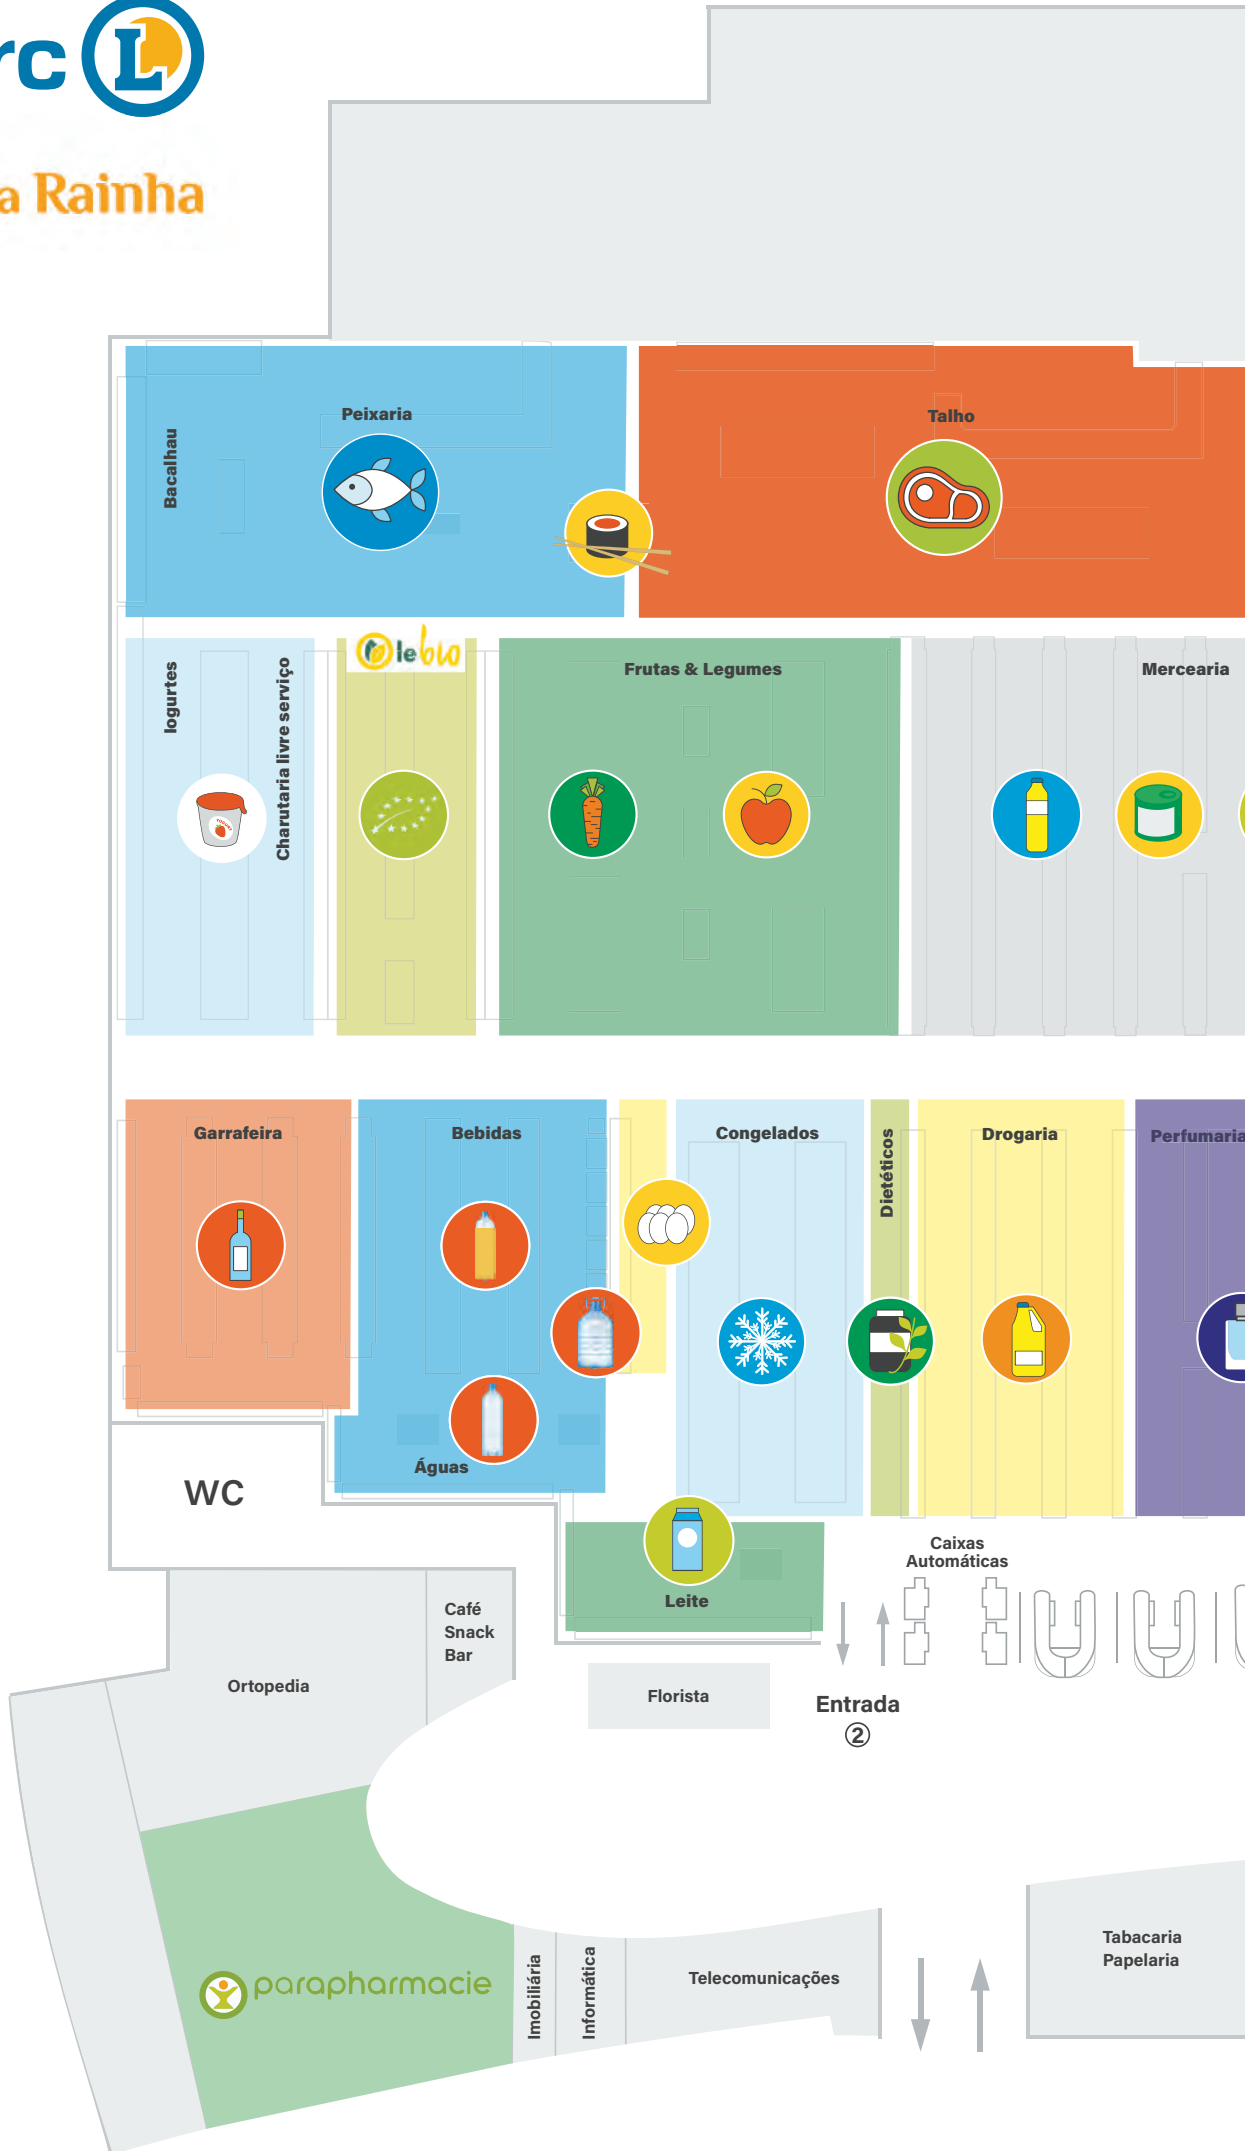 rc L
a Rainha
Peixaria
Bacalhau
Talho
Iogurtes
Charutaria livre serviço
le bio
Frutas & Legumes
Mercearia
YOGURT
Garrafeira
Bebidas
Congelados
Dietéticos
Drogaria
Perfumaria
Águas
WC
Leite
Caixas
Automáticas
Café
Snack
Bar
Ortopedia
Florista
Entrada
2
parapharmacie
Imobiliária
Informática
Telecomunicações
Tabacaria
Papelaria